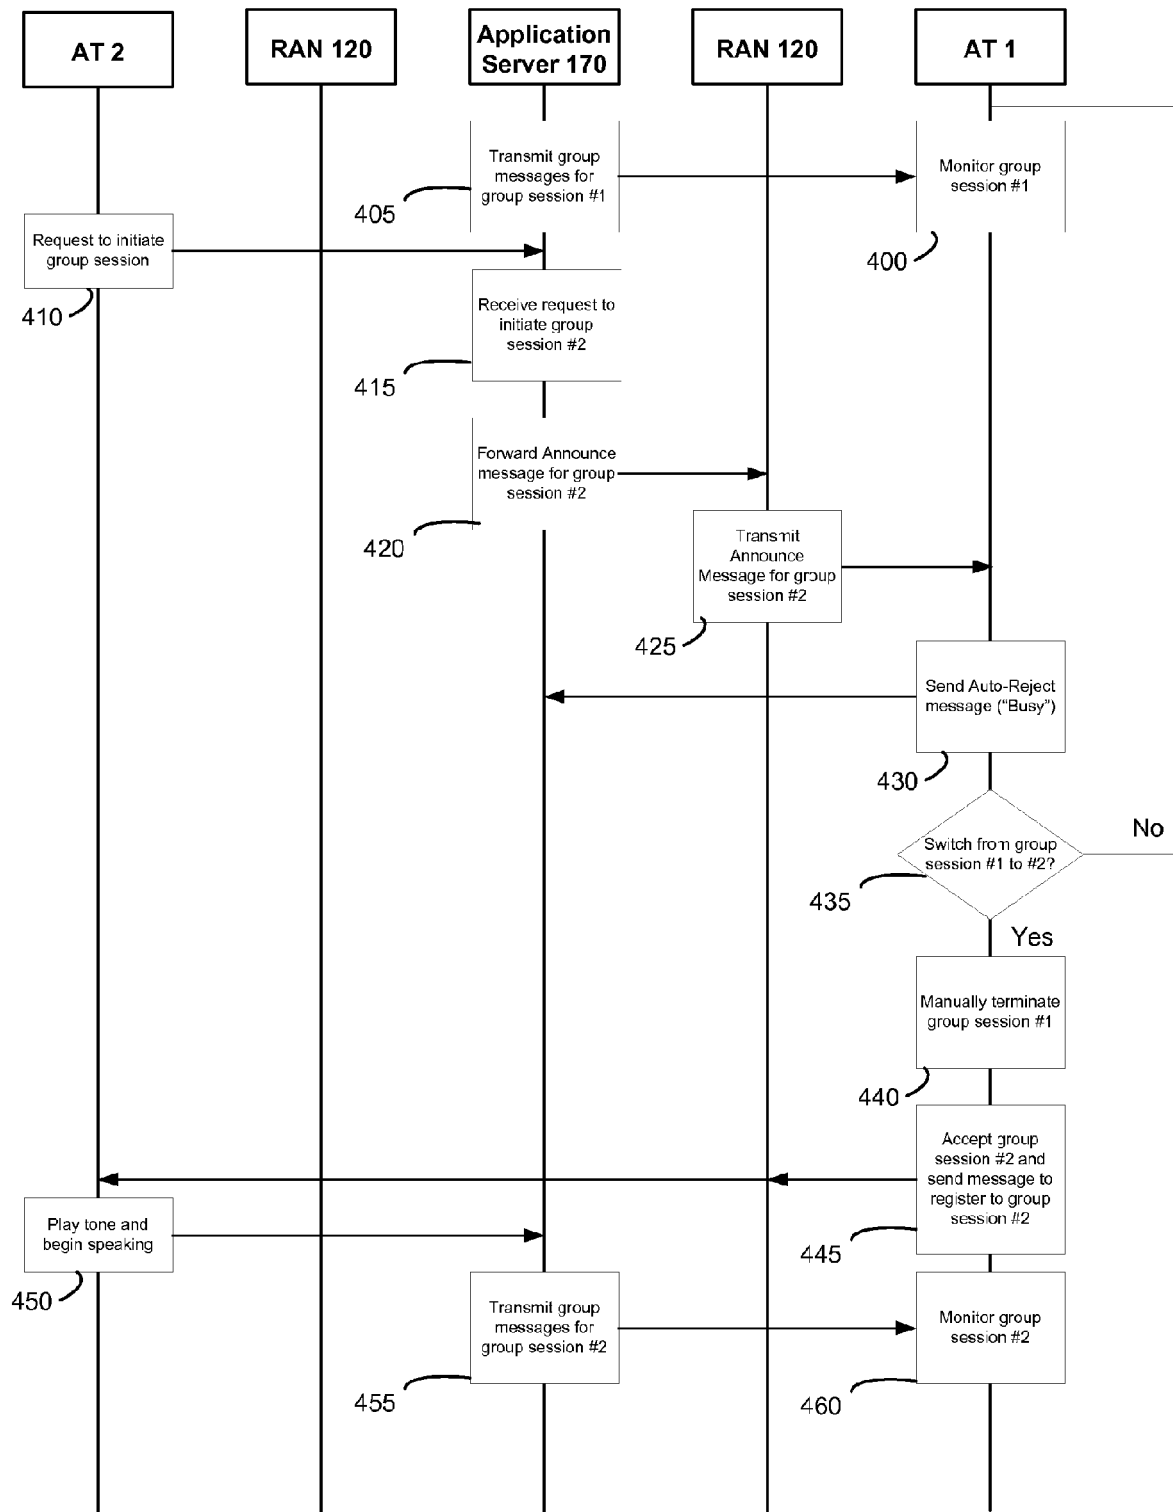 AT 2
RAN 120
Application
Server 170
RAN 120
AT 1
Transmit group
messages for
group session #1
405
Monitor group
session #1
400
Request to initiate
group session
410
Receive request to
initiate group
session #2
415
Forward Announce
message for group
session #2
420
Transmit
Announce
Message for group
session #2
425
Send Auto-Reject
message ("Busy")
430
Switch from group
session #1 to #2?
435
No
Yes
Manually terminate
group session #1
440
Accept group
session #2 and
send message to
register to group
session #2
445
Play tone and
begin speaking
450
Transmit group
messages for
group session #2
455
Monitor group
session #2
460